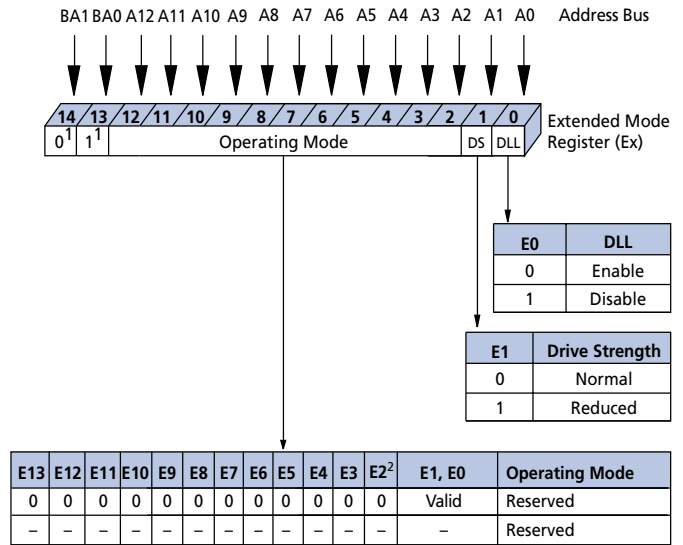 BA1 BA0 A12 A11 A10 A9 A8 A7 A6 A5 A4 A3 A2 A1 A0 Address Bus
14 13 12 11 10 9 8 7 6 5 4 3 2 1 0
Extended Mode
Register (Ex)
0¹ 1¹ Operating Mode DS DLL
E0 DLL
0 Enable
1 Disable
E1 Drive Strength
0 Normal
1 Reduced
E13 E12 E11 E10 E9 E8 E7 E6 E5 E4 E3 E2² E1, E0 Operating Mode
0 0 0 0 0 0 0 0 0 0 0 0 Valid Reserved
– – – – – – – – – – – – – Reserved